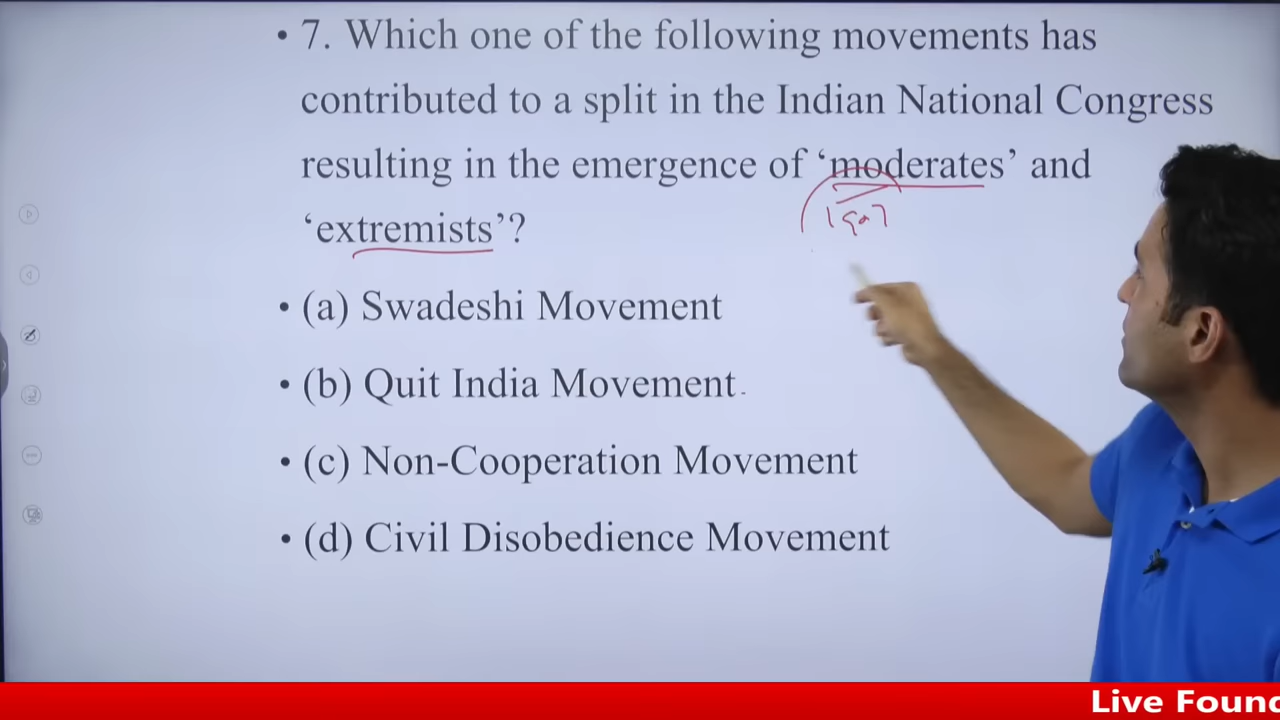 • 7. Which one of the following movements has
contributed to a split in the Indian National Congress
resulting in the emergence of ‘moderates’ and
‘extremists’?
1907
• (a) Swadeshi Movement
• (b) Quit India Movement.
• (c) Non-Cooperation Movement
• (d) Civil Disobedience Movement
Live Found